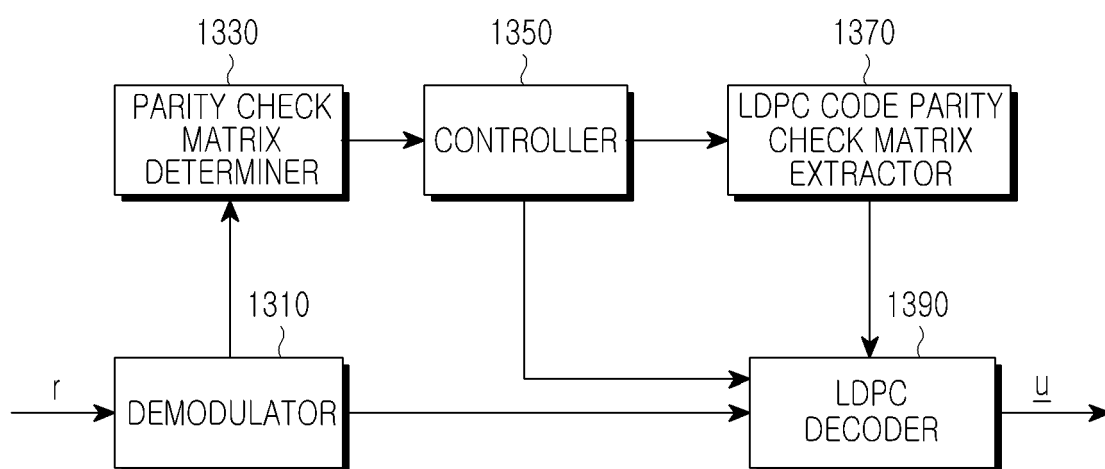 1330
PARITY CHECK
MATRIX
DETERMINER
1350
CONTROLLER
1370
LDPC CODE PARITY
CHECK MATRIX
EXTRACTOR
1310
r
DEMODULATOR
1390
LDPC
DECODER
u